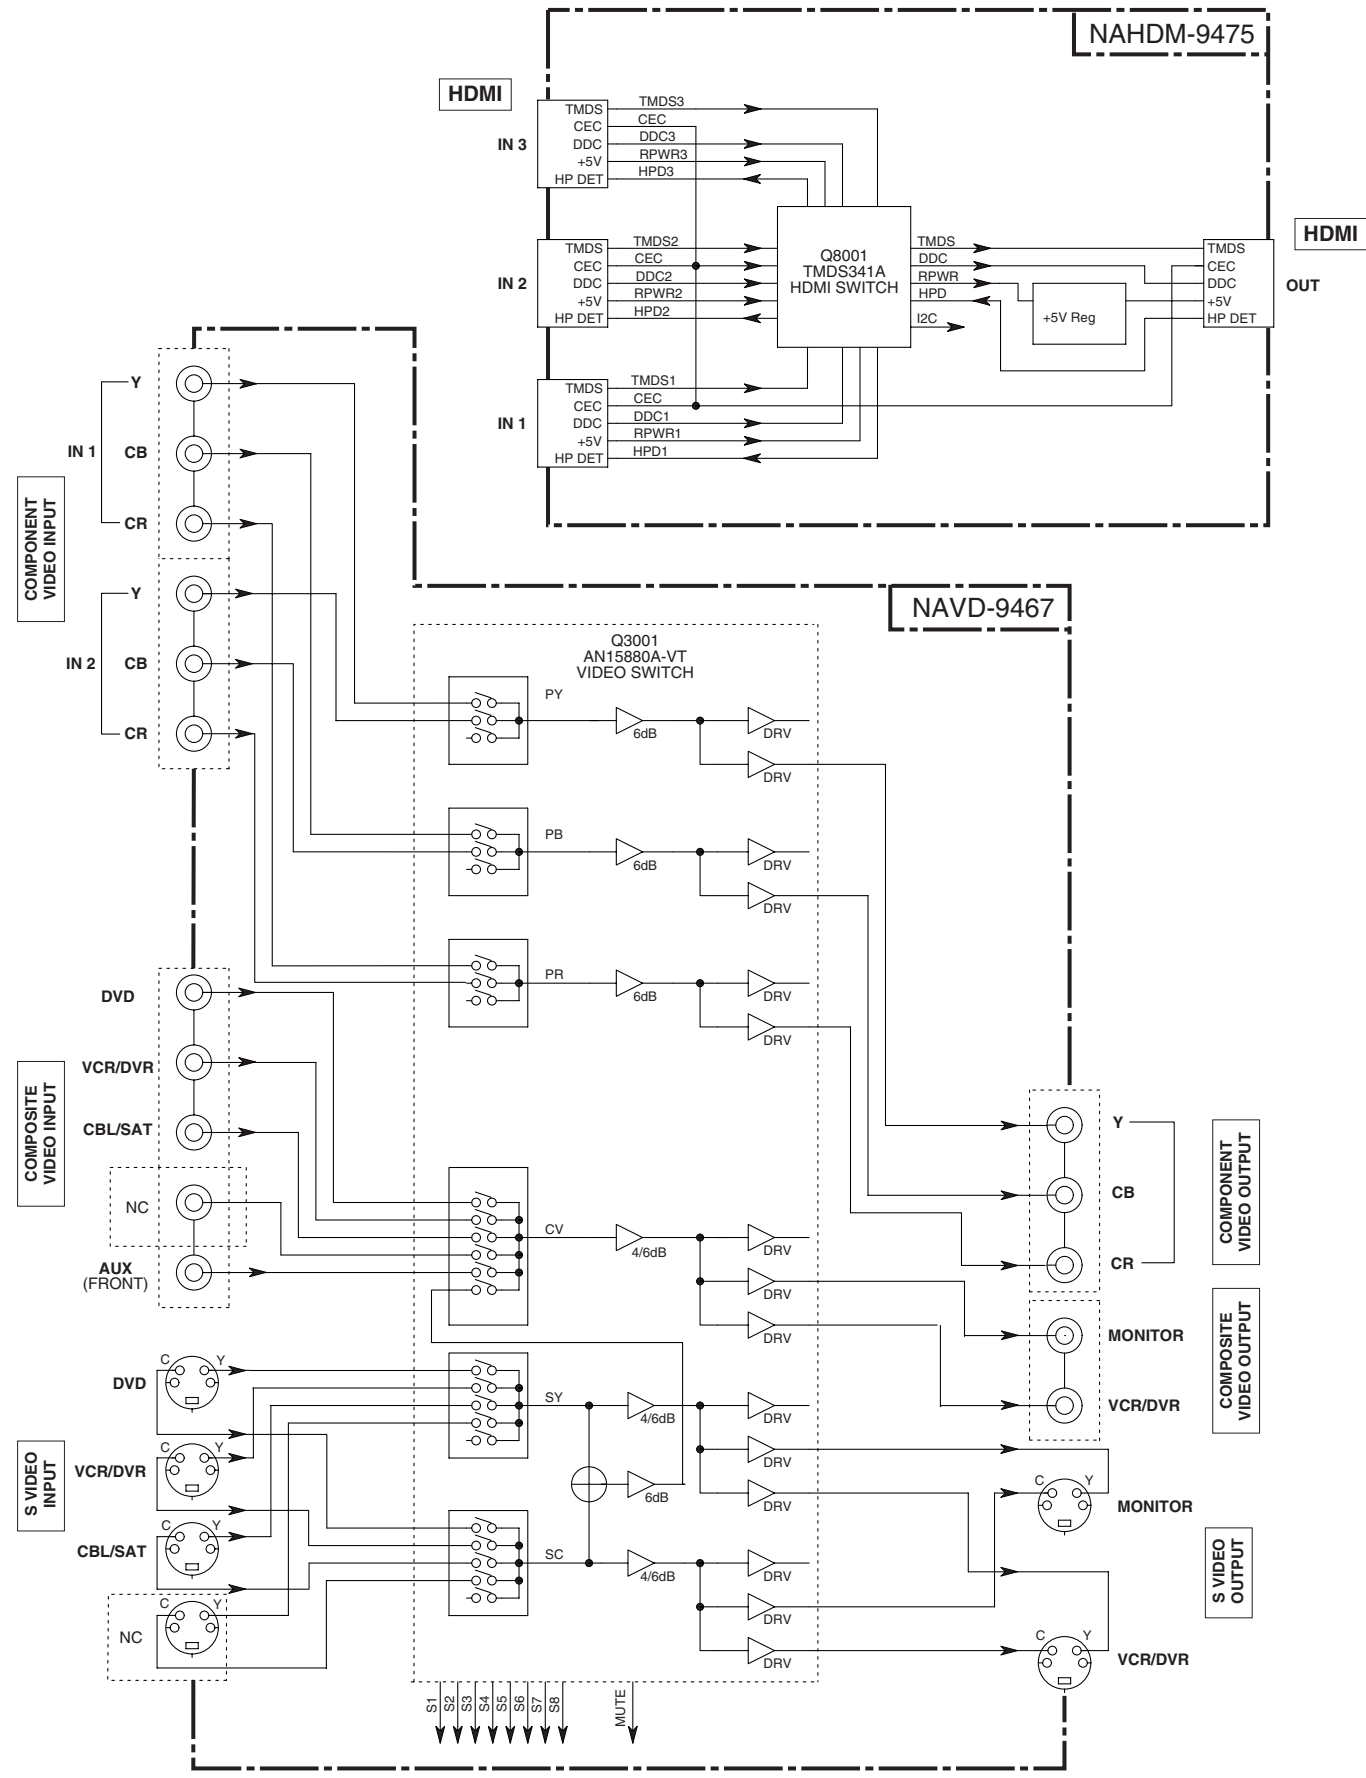 NAHDM-9475
HDMI
IN 3
TMDS
CEC
DDC
+5V
HP DET
TMDS3
CEC
DDC3
RPWR3
HPD3
IN 2
TMDS
CEC
DDC
+5V
HP DET
TMDS2
CEC
DDC2
RPWR2
HPD2
Q8001
TMDS341A
HDMI SWITCH
TMDS
DDC
RPWR
HPD
I2C
+5V Reg
TMDS
CEC
DDC
+5V
HP DET
HDMI
OUT
IN 1
TMDS
CEC
DDC
+5V
HP DET
TMDS1
CEC
DDC1
RPWR1
HPD1
COMPONENT
VIDEO INPUT
IN 1
Y
CB
CR
IN 2
Y
CB
CR
NAVD-9467
Q3001
AN15880A-VT
VIDEO SWITCH
PY
6dB
DRV
DRV
PB
6dB
DRV
DRV
PR
6dB
DRV
DRV
COMPOSITE
VIDEO INPUT
DVD
VCR/DVR
CBL/SAT
NC
AUX
(FRONT)
CV
4/6dB
DRV
DRV
DRV
Y
CB
CR
COMPONENT
VIDEO OUTPUT
MONITOR
VCR/DVR
COMPOSITE
VIDEO OUTPUT
S VIDEO
INPUT
DVD
C
Y
VCR/DVR
C
Y
CBL/SAT
C
Y
NC
C
Y
SY
4/6dB
DRV
DRV
DRV
6dB
SC
4/6dB
DRV
DRV
DRV
C
Y
MONITOR
C
Y
VCR/DVR
S VIDEO
OUTPUT
S1
S2
S3
S4
S5
S6
S7
S8
MUTE